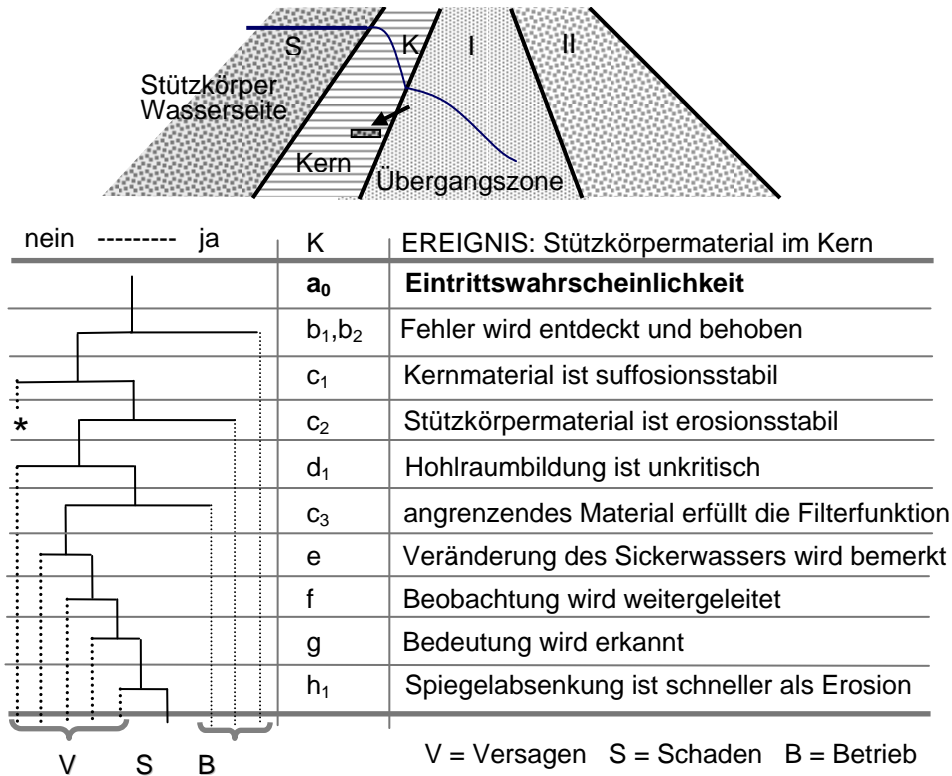 S K I II
Stützkörper
Wasserseite
Kern
Übergangszone
nein --------- ja K EREIGNIS: Stützkörpermaterial im Kern
a₀ Eintrittswahrscheinlichkeit
b₁,b₂ Fehler wird entdeckt und behoben
c₁ Kernmaterial ist suffosionsstabil
* c₂ Stützkörpermaterial ist erosionsstabil
d₁ Hohlraumbildung ist unkritisch
c₃ angrenzendes Material erfüllt die Filterfunktion
e Veränderung des Sickerwassers wird bemerkt
f Beobachtung wird weitergeleitet
g Bedeutung wird erkannt
h₁ Spiegelabsenkung ist schneller als Erosion
V S B V = Versagen S = Schaden B = Betrieb